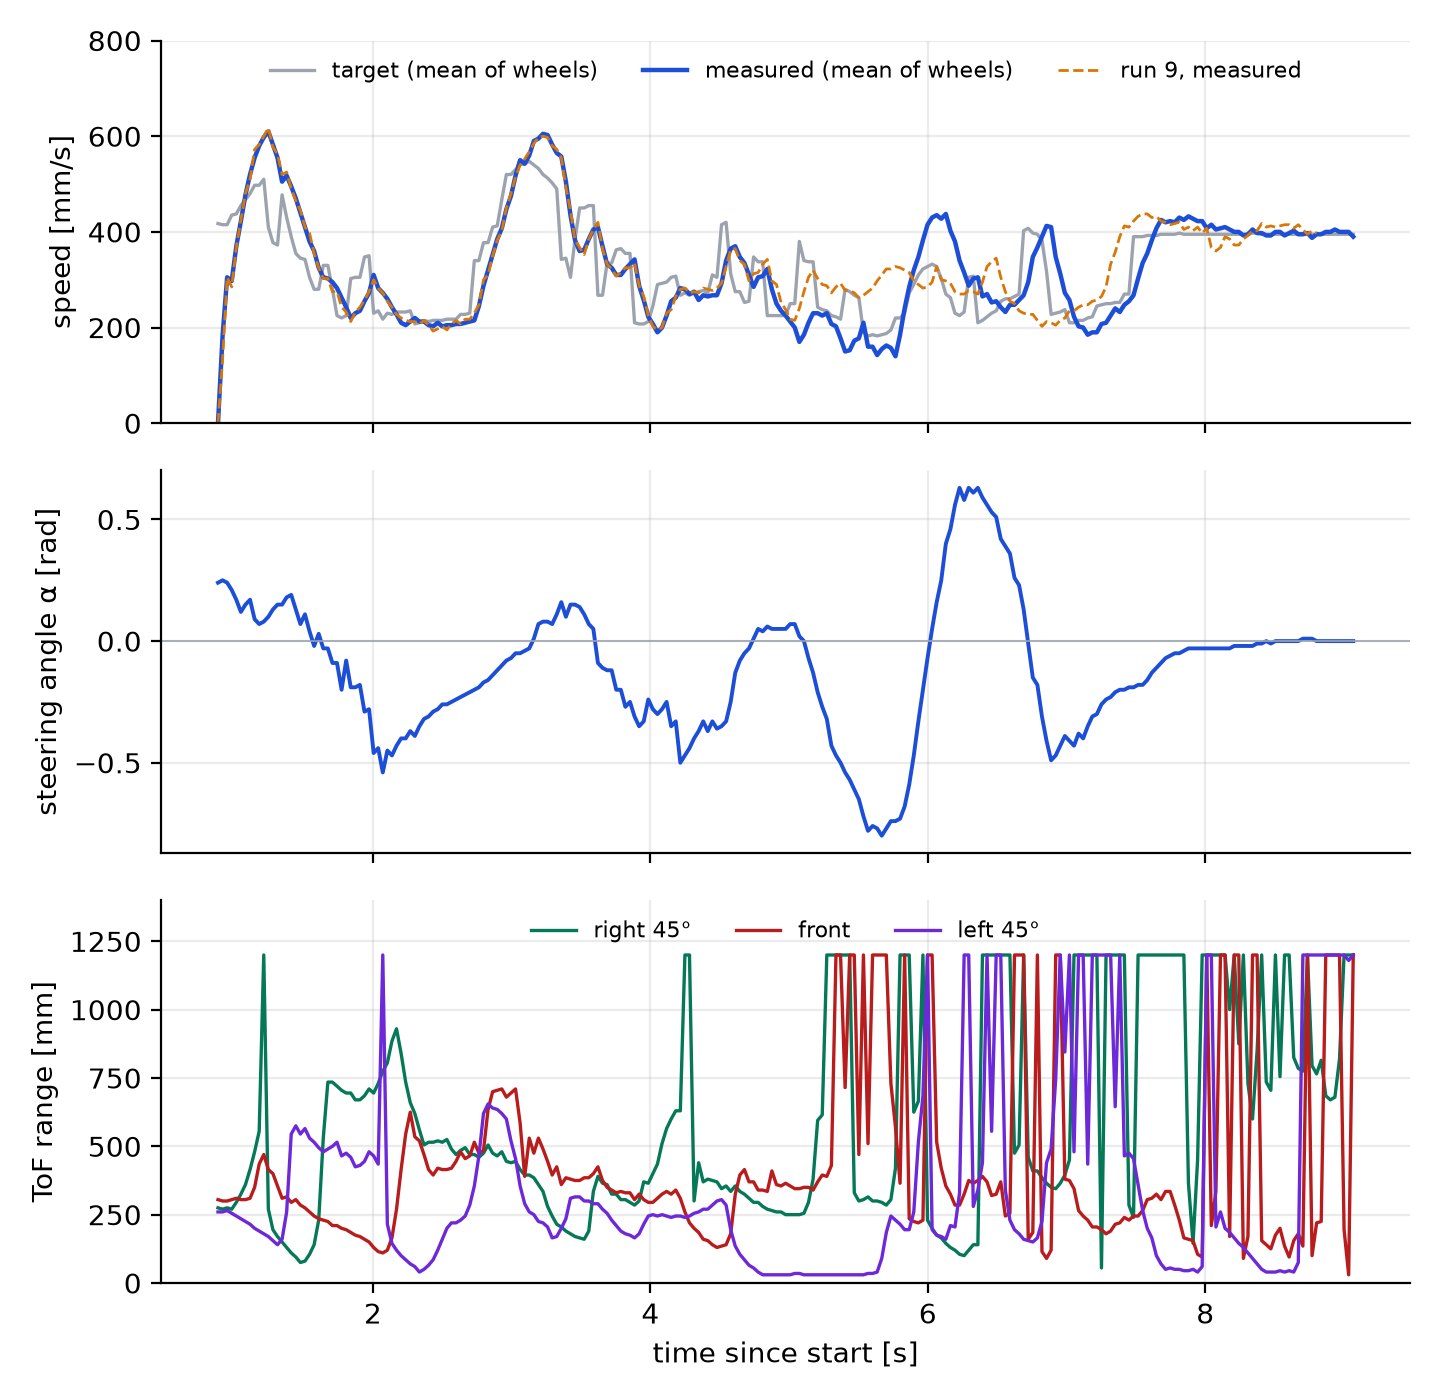 800
600
400
200
0
speed [mm/s]
target (mean of wheels)
measured (mean of wheels)
run 9, measured
0.5
0.0
−0.5
steering angle α [rad]
1250
1000
750
500
250
0
ToF range [mm]
right 45°
front
left 45°
2
4
6
8
time since start [s]